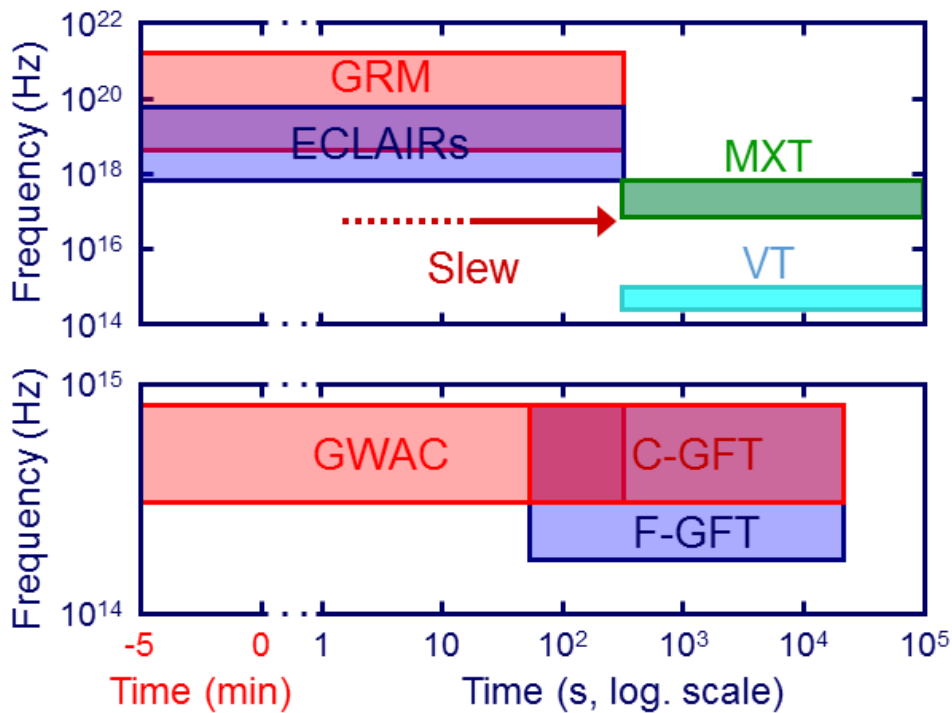 Frequency (Hz)
10²²
10²⁰
10¹⁸
10¹⁶
10¹⁴
GRM
ECLAIRs
MXT
Slew
VT
Frequency (Hz)
10¹⁵
10¹⁴
GWAC
C-GFT
F-GFT
-5 0 1 10 10² 10³ 10⁴ 10⁵
Time (min) Time (s, log. scale)